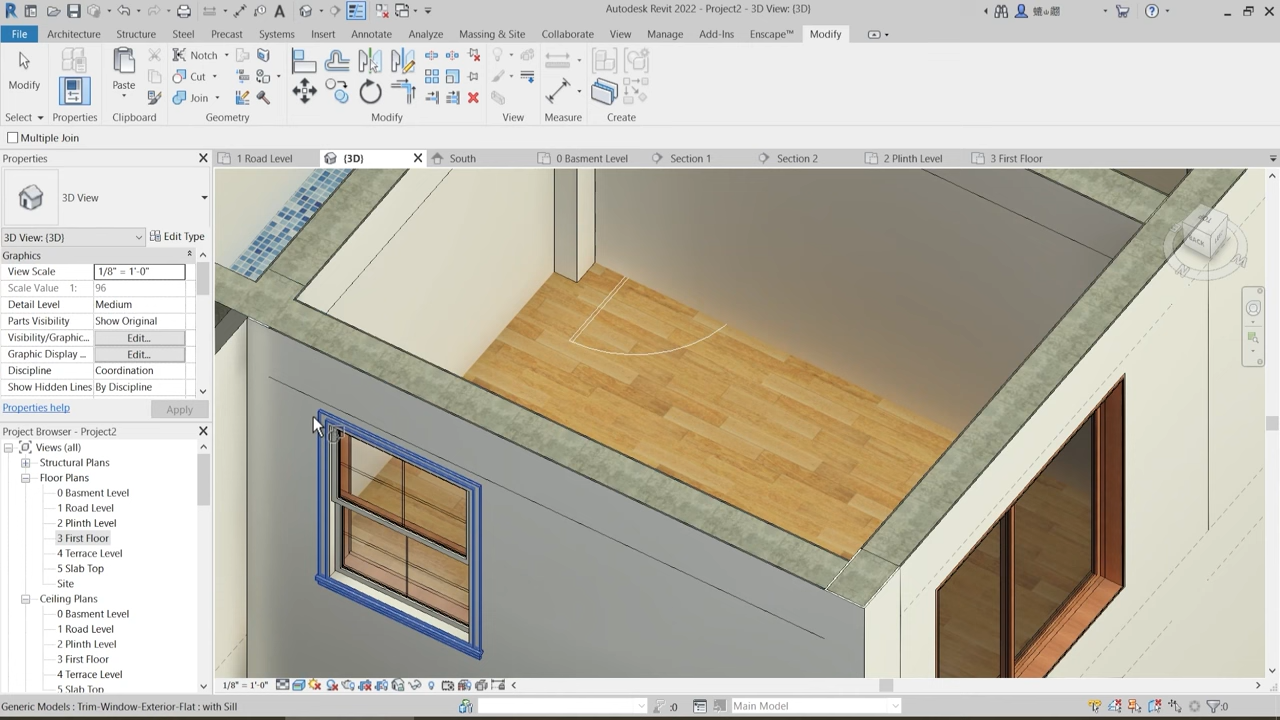 Autodesk Revit 2022 - Project2 - 3D View: {3D}
File Architecture Structure Steel Precast Systems Insert Annotate Analyze Massing & Site Collaborate View Manage Add-Ins Enscape™ Modify
Notch
Cut
Join
Modify
Paste
Select Properties Clipboard Geometry Modify View Measure Create
Multiple Join
Properties
1 Road Level (3D) South 0 Basment Level Section 1 Section 2 2 Plinth Level 3 First Floor
3D View
3D View: {3D} Edit Type
Graphics
View Scale 1/8" = 1'-0"
Scale Value 1: 96
Detail Level Medium
Parts Visibility Show Original
Visibility/Graphic... Edit...
Graphic Display ... Edit...
Discipline Coordination
Show Hidden Lines By Discipline
Properties help Apply
Project Browser - Project2
Views (all)
Structural Plans
Floor Plans
0 Basment Level
1 Road Level
2 Plinth Level
3 First Floor
4 Terrace Level
5 Slab Top
Site
Ceiling Plans
0 Basment Level
1 Road Level
2 Plinth Level
3 First Floor
4 Terrace Level
5 Slab Top
1/8" = 1'-0"
Generic Models : Trim-Window-Exterior-Flat : with Sill :0 Main Model :0